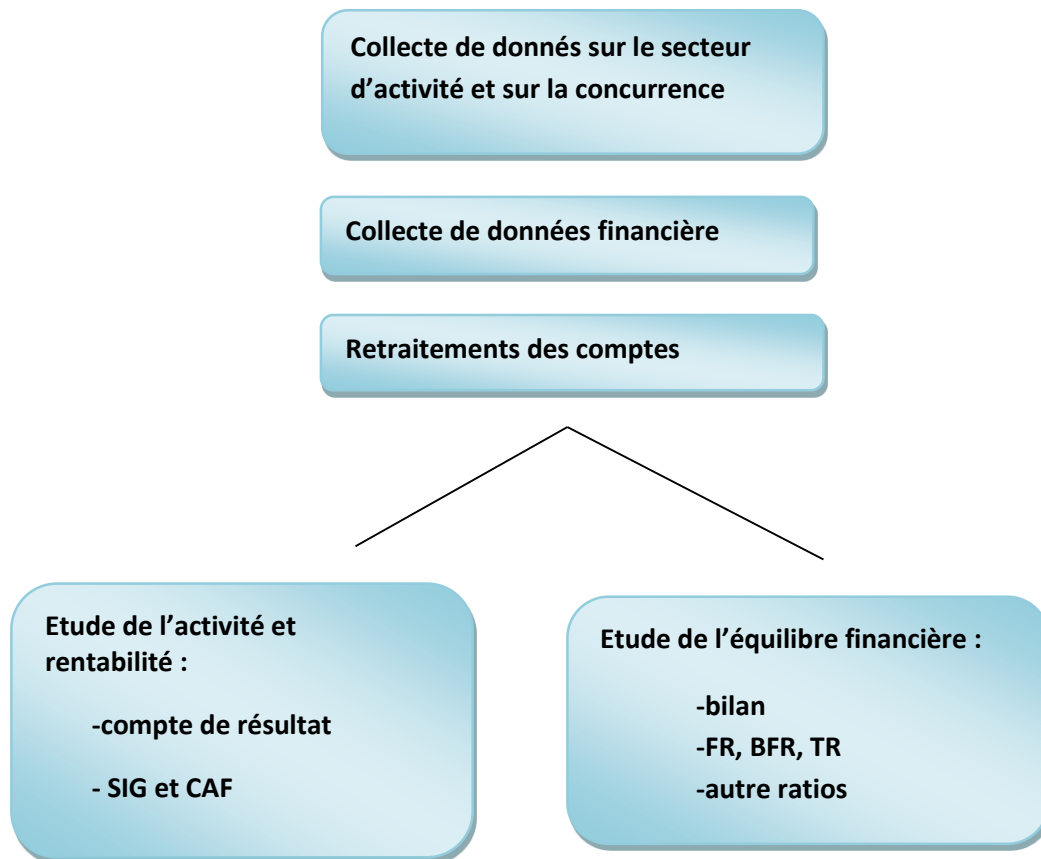 Collecte de donnés sur le secteur
d’activité et sur la concurrence
Collecte de données financière
Retraitements des comptes
Etude de l’activité et
rentabilité :
-compte de résultat
- SIG et CAF
Etude de l’équilibre financière :
-bilan
-FR, BFR, TR
-autre ratios